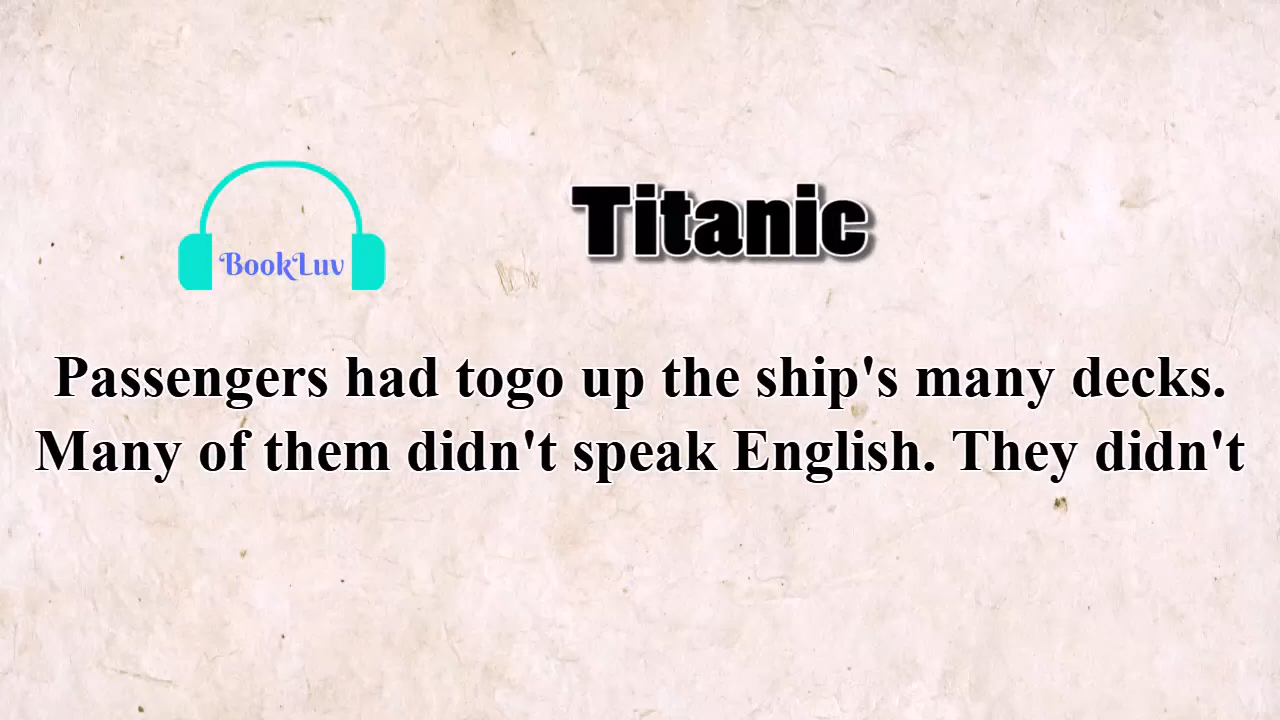 BookLuv
Titanic
Passengers had togo up the ship's many decks.
Many of them didn't speak English. They didn't